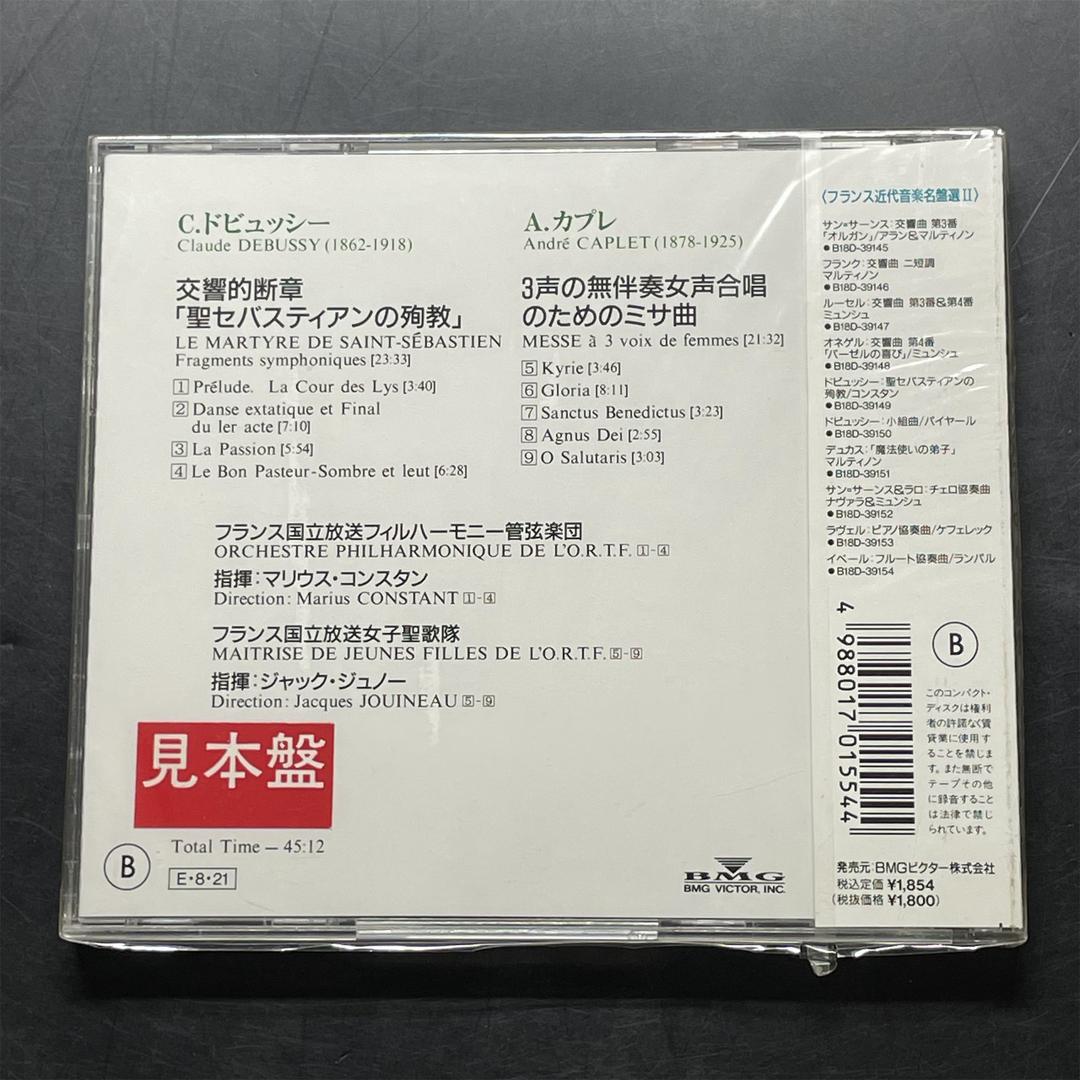 C.ドビュッシー
Claude DEBUSSY (1862-1918)
交響的断章
「聖セバスティアンの殉教」
LE MARTYRE DE SAINT-SÉBASTIEN
Fragments symphoniques [23:33]
1 Prélude. La Cour des Lys [3:40]
2 Danse extatique et Final
du ler acte [7:10]
3 La Passion [5:54]
4 Le Bon Pasteur-Sombre et leut [6:28]
A.カプレ
André CAPLET (1878-1925)
3声の無伴奏女声合唱
のためのミサ曲
MESSE à 3 voix de femmes [21:32]
5 Kyrie [3:46]
6 Gloria [8:11]
7 Sanctus Benedictus [3:23]
8 Agnus Dei [2:55]
9 O Salutaris [3:03]
フランス国立放送フィルハーモニー管弦楽団
ORCHESTRE PHILHARMONIQUE DE L'O.R.T.F. 1-4
指揮:マリウス・コンスタン
Direction: Marius CONSTANT 1-4
フランス国立放送女子聖歌隊
MAITRISE DE JEUNES FILLES DE L'O.R.T.F. 5-9
指揮:ジャック・ジュノー
Direction: Jacques JOUINEAU 5-9
見本盤
Total Time — 45:12
B
E・8・21
BMG
BMG VICTOR, INC.
〈フランス近代音楽名盤選II〉
サン=サーンス:交響曲 第3番
「オルガン」/アラン&マルティノン
●B18D-39145
フランク:交響曲 ニ短調
マルティノン
●B18D-39146
ルーセル:交響曲 第3番&第4番
ミュンシュ
●B18D-39147
オネゲル:交響曲 第4番
「バーゼルの喜び」/ミュンシュ
●B18D-39148
ドビュッシー:聖セバスティアンの
殉教/コンスタン
●B18D-39149
ドビュッシー:小組曲/パイヤール
●B18D-39150
デュカス:「魔法使いの弟子」
マルティノン
●B18D-39151
サン=サーンス&ラロ:チェロ協奏曲
ナヴァラ&ミュンシュ
●B18D-39152
ラヴェル:ピアノ協奏曲/ケフェレック
●B18D-39153
イベール:フルート協奏曲/ランパル
●B18D-39154
4 988017 015544
B
このコンパクト・
ディスクは権利
者の許諾なく賃
貸業に使用す
ることを禁じま
す。また無断で
テープその他
に録音すること
は法律で禁じ
られています。
発売元:BMGビクター株式会社
税込定価 ¥1,854
(税抜価格 ¥1,800)